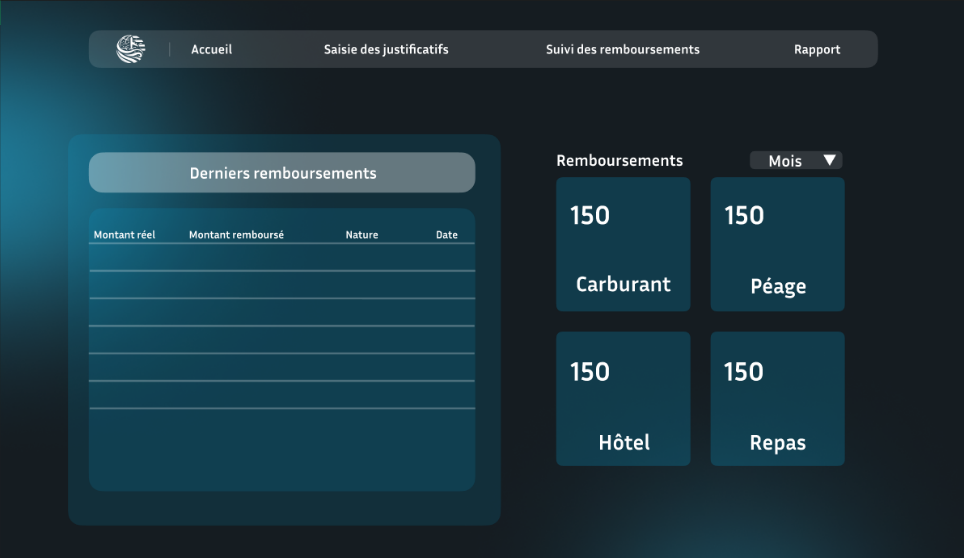 Accueil Saisie des justificatifs Suivi des remboursements Rapport
Derniers remboursements
Montant réel Montant remboursé Nature Date
Remboursements Mois ▼
150
Carburant
150
Péage
150
Hôtel
150
Repas